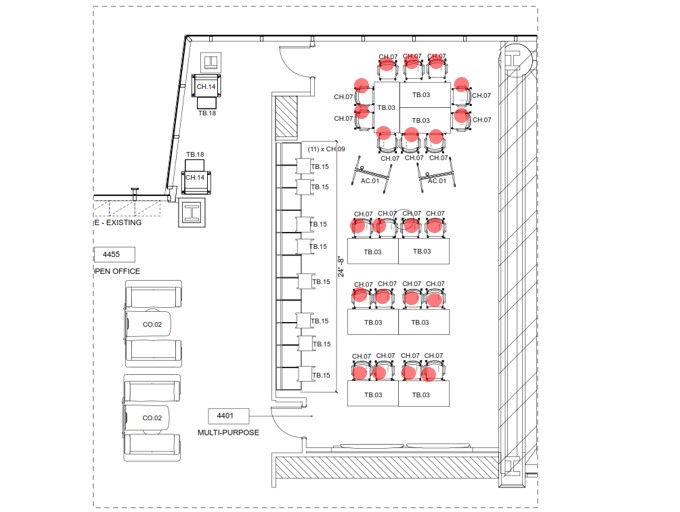 CH.07 CH.07 CH.07
CH.14
CH.07 TB.03 CH.07
TB.03
TB.18
CH.07 TB.03 CH.07
(11) x CH.09
TB.18
CH.07 CH.07 CH.07
TB.15
CH.14
AC.01 AC.01
TB.15
E - EXISTING
CH.07 CH.07 CH.07 CH.07
TB.15
TB.15
4455
TB.03 TB.03
24' -8"
PEN OFFICE
TB.15
CH.07 CH.07 CH.07 CH.07
CO.02
TB.15
TB.03 TB.03
TB.15
CH.07 CH.07 CH.07
TB.15
TB.03 TB.03
4401
CO.02
MULTI-PURPOSE